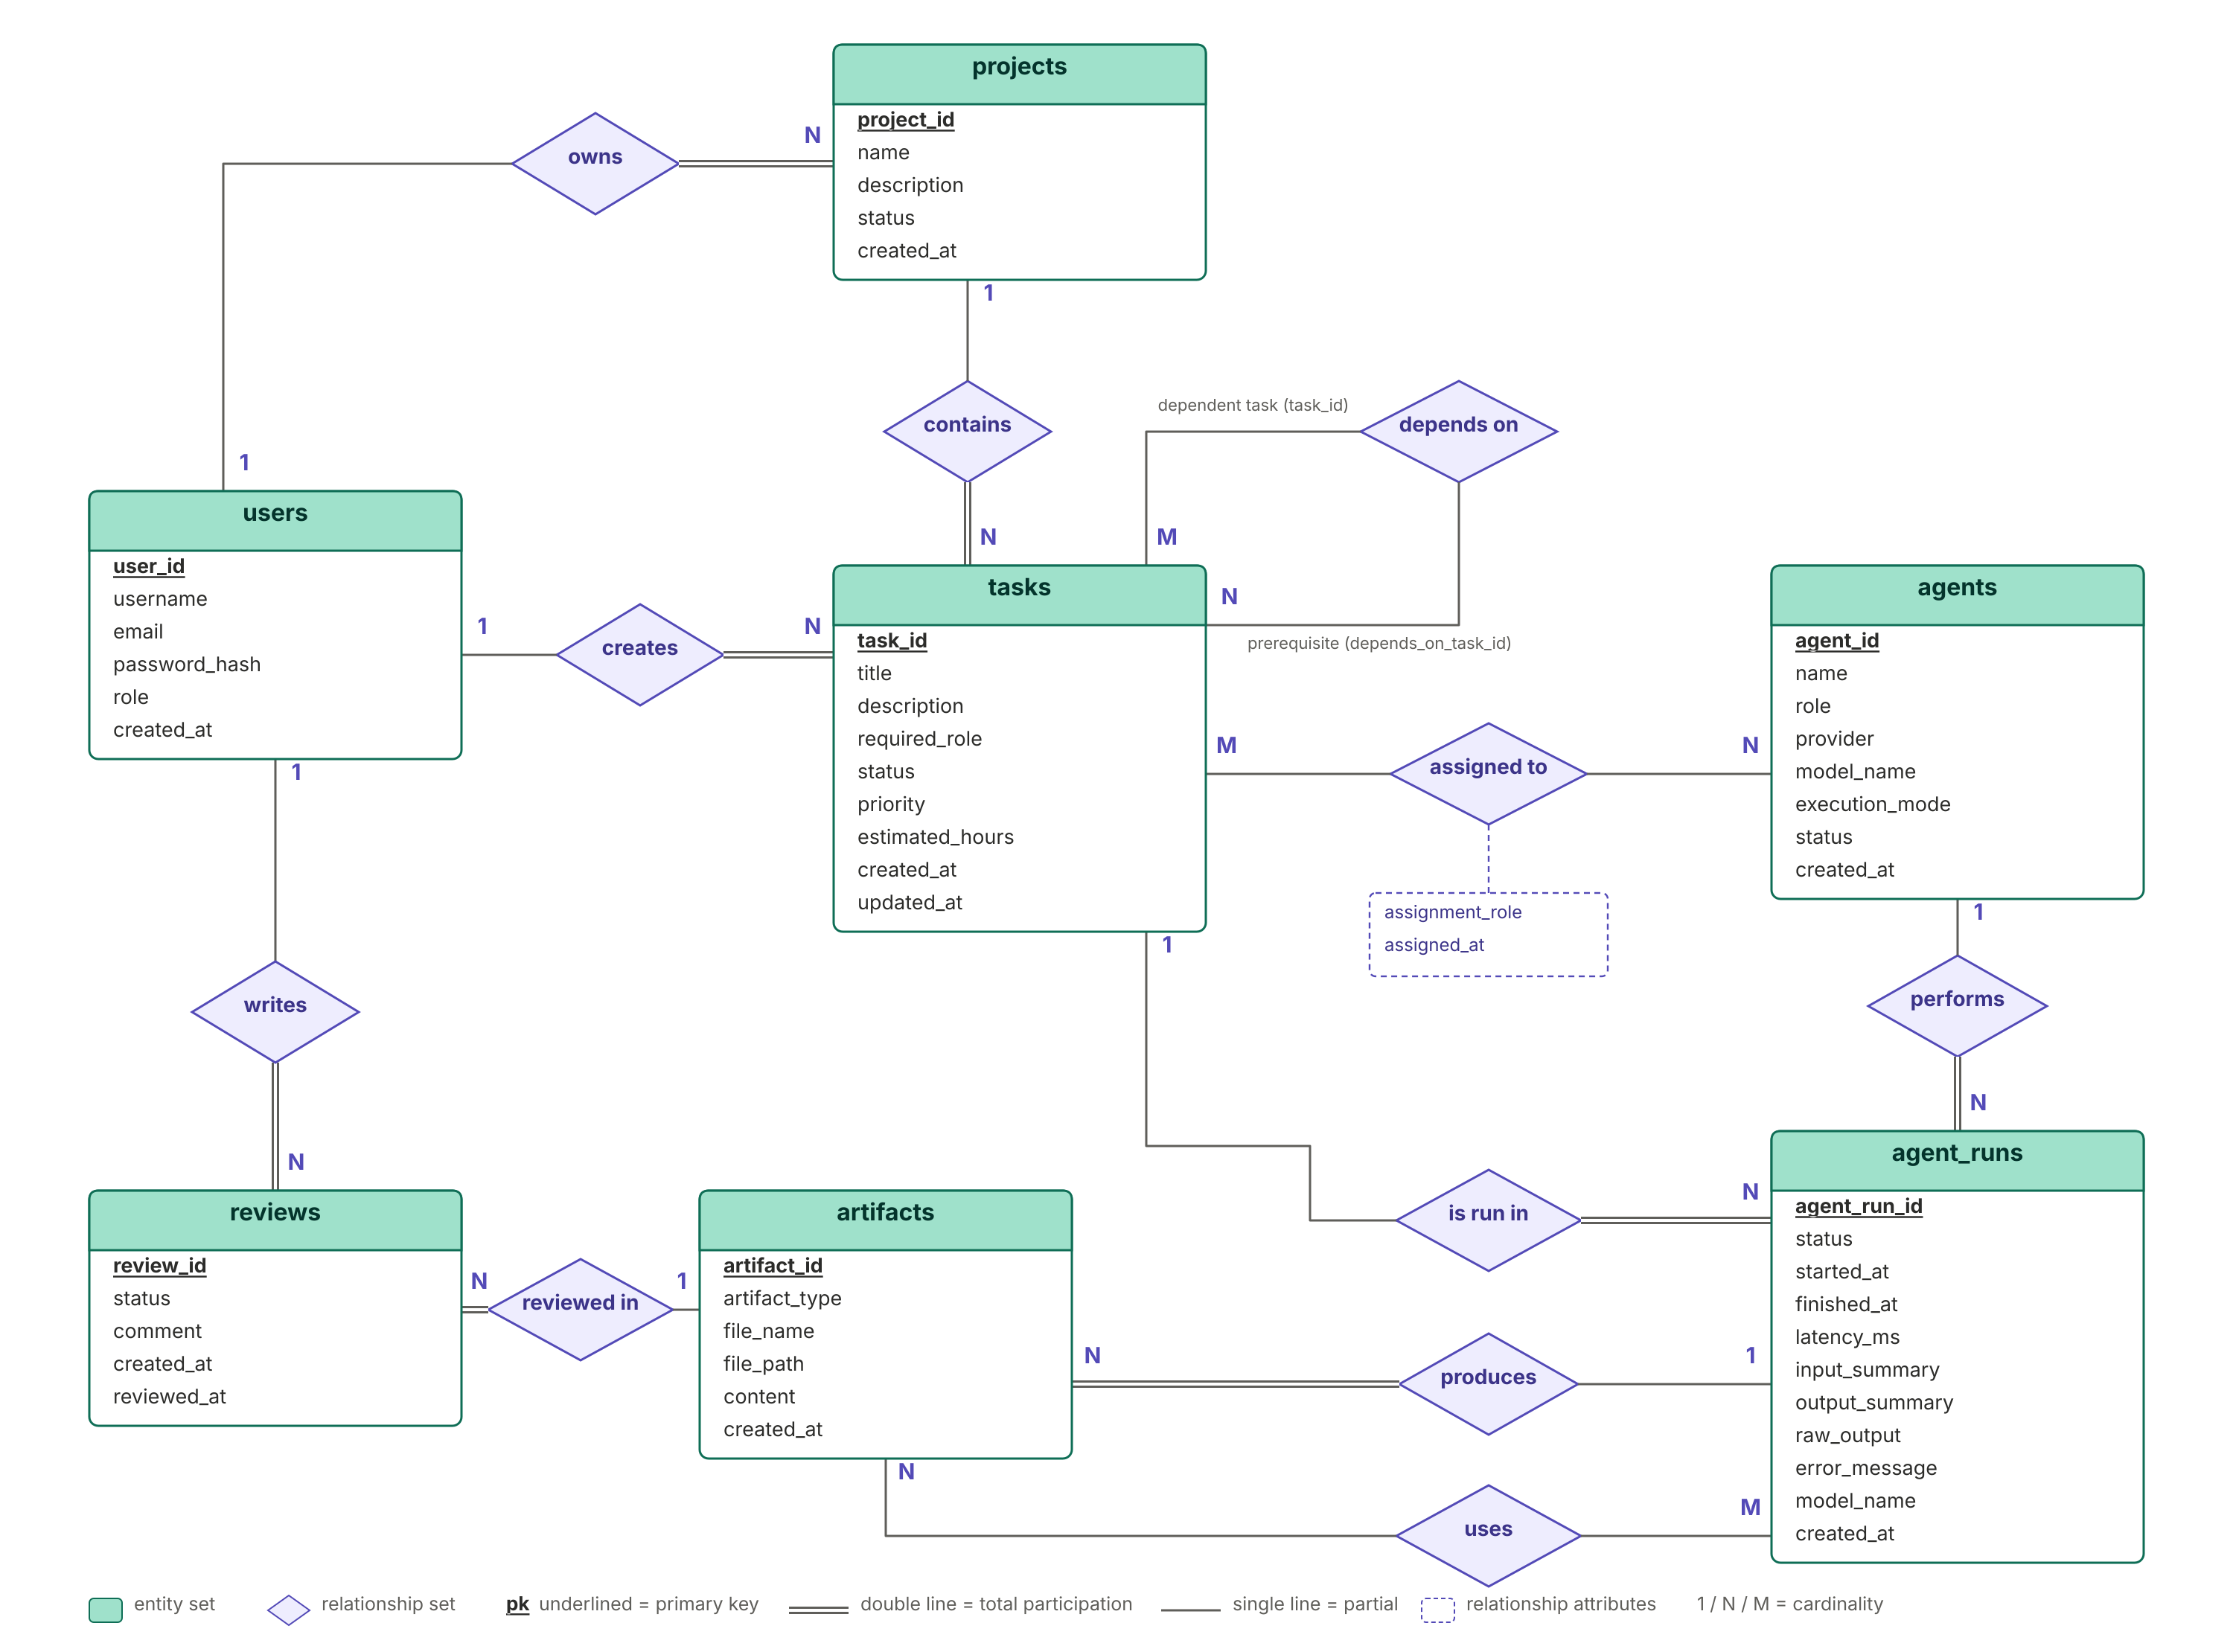 projects
project_id
name
description
status
created_at
owns
N
1
1
contains
N
depends on
dependent task (task_id)
M
N
prerequisite (depends_on_task_id)
users
user_id
username
email
password_hash
role
created_at
1
creates
N
tasks
task_id
title
description
required_role
status
priority
estimated_hours
created_at
updated_at
M
assigned to
N
assignment_role
assigned_at
agents
agent_id
name
role
provider
model_name
execution_mode
status
created_at
1
writes
N
1
performs
N
1
is run in
N
reviews
review_id
status
comment
created_at
reviewed_at
N
reviewed in
1
artifacts
artifact_id
artifact_type
file_name
file_path
content
created_at
N
produces
1
N
uses
M
agent_runs
agent_run_id
status
started_at
finished_at
latency_ms
input_summary
output_summary
raw_output
error_message
model_name
created_at
entity set
relationship set
pk underlined = primary key
double line = total participation
single line = partial
relationship attributes
1 / N / M = cardinality